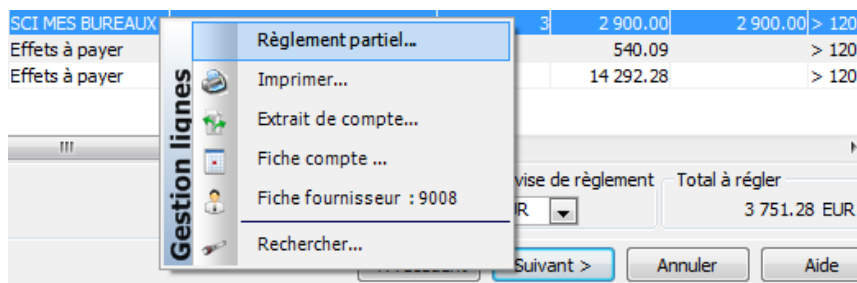 SCI MES BUREAUX 3 2 900.00 2 900.00 > 120
Règlement partiel...
Effets à payer 540.09 > 120
Effets à payer 14 292.28 > 120
Gestion lignes
Imprimer...
Extrait de compte...
Fiche compte ...
Fiche fournisseur : 9008
Rechercher...
vise de règlement Total à régler
3 751.28 EUR
Suivant > Annuler Aide